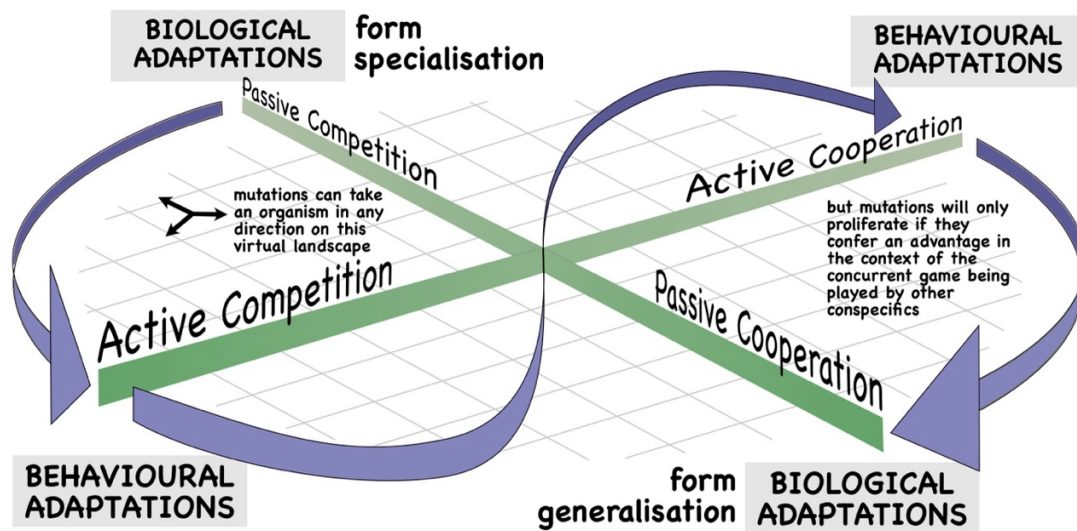 BIOLOGICAL
ADAPTATIONS
form
specialisation
BEHAVIOURAL
ADAPTATIONS
Passive Competition
Active Cooperation
mutations can take
an organism in any
direction on this
virtual landscape
but mutations will only
proliferate if they
confer an advantage in
the context of the
concurrent game being
played by other
conspecifics
Active Competition
Passive Cooperation
BEHAVIOURAL
ADAPTATIONS
form
generalisation
BIOLOGICAL
ADAPTATIONS